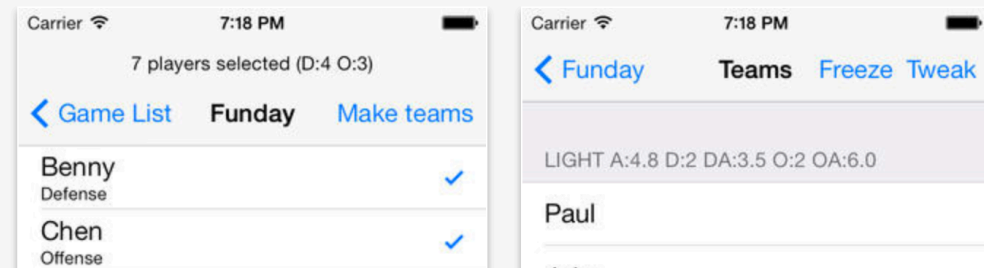 Carrier 7:18 PM
7 players selected (D:4 O:3)
Game List Funday Make teams
Benny
Defense
Chen
Offense
Carrier 7:18 PM
Funday Teams Freeze Tweak
LIGHT A:4.8 D:2 DA:3.5 O:2 OA:6.0
Paul